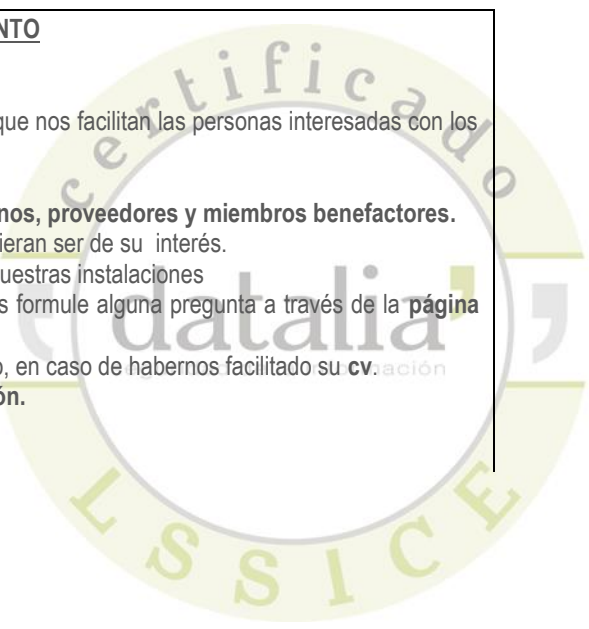 NTO
que nos facilitan las personas interesadas con los
nos, proveedores y miembros benefactores.
ieran ser de su interés.
uestras instalaciones
s formule alguna pregunta a través de la página
o, en caso de habernos facilitado su cv.
ón.
certificado
datalia
LSSICE